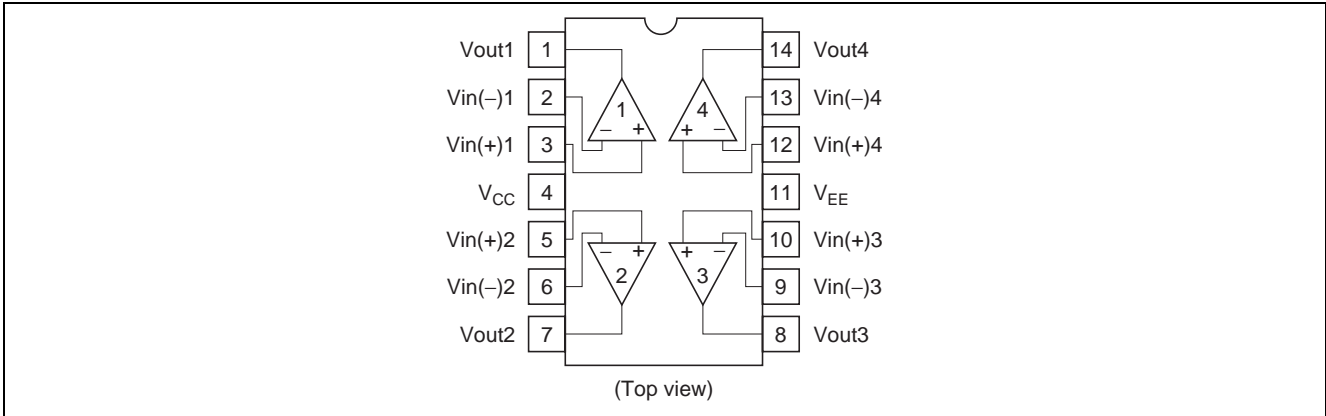 Vout1 1 14 Vout4
Vin(−)1 2 1 4 13 Vin(−)4
− + + −
Vin(+)1 3 12 Vin(+)4
VCC 4 11 VEE
Vin(+)2 5 − + + − 10 Vin(+)3
Vin(−)2 6 2 3 9 Vin(−)3
Vout2 7 8 Vout3
(Top view)